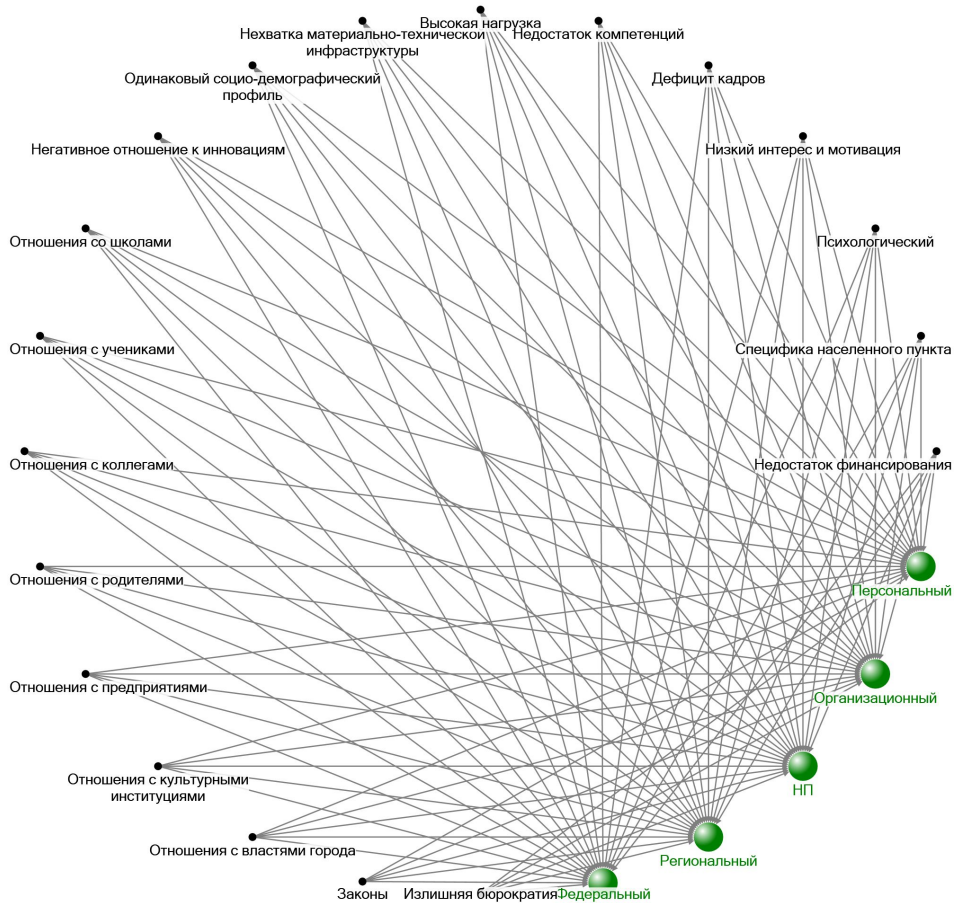 Высокая нагрузка
Нехватка материально-технической
инфраструктуры
Недостаток компетенций
Одинаковый социо-демографический
профиль
Дефицит кадров
Негативное отношение к инновациям
Низкий интерес и мотивация
Отношения со школами
Психологический
Отношения с учениками
Специфика населенного пункта
Отношения с коллегами
Недостаток финансирования
Отношения с родителями
Персональный
Отношения с предприятиями
Организационный
Отношения с культурными
институциями
НП
Отношения с властями города
Региональный
Законы
Излишняя бюрократия
Федеральный